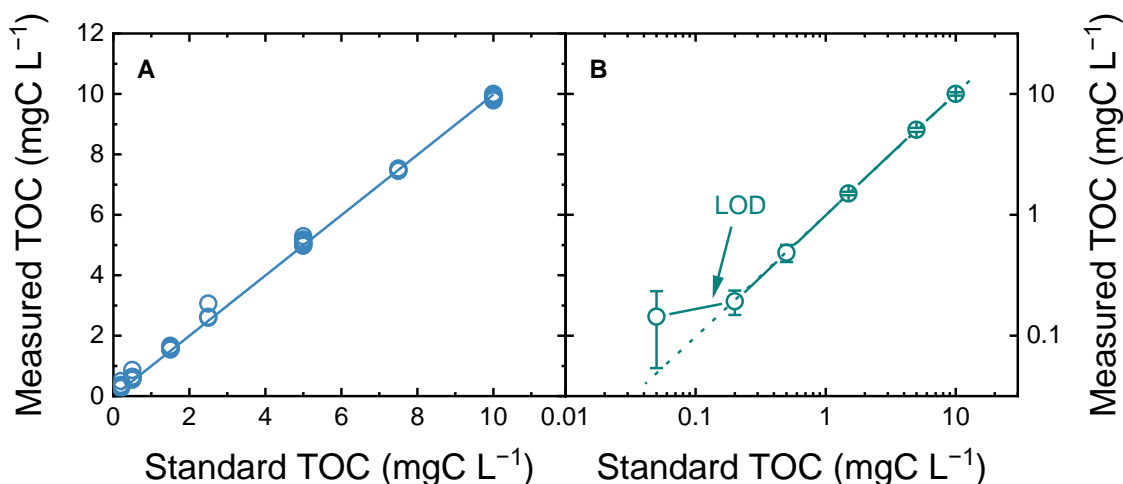 A
12
10
8
6
4
2
0
Measured TOC (mgC L⁻¹)
0 2 4 6 8 10
Standard TOC (mgC L⁻¹)
B
LOD
10
1
0.1
Measured TOC (mgC L⁻¹)
0.01 0.1 1 10
Standard TOC (mgC L⁻¹)